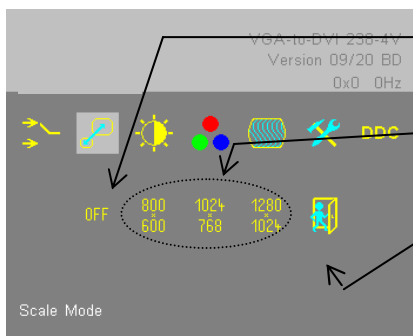 VGA-to-DVI 238-4V
Version 09/20 BD
0x0 0Hz
DDC
OFF
800
x
600
1024
x
768
1280
x
1024
Scale Mode